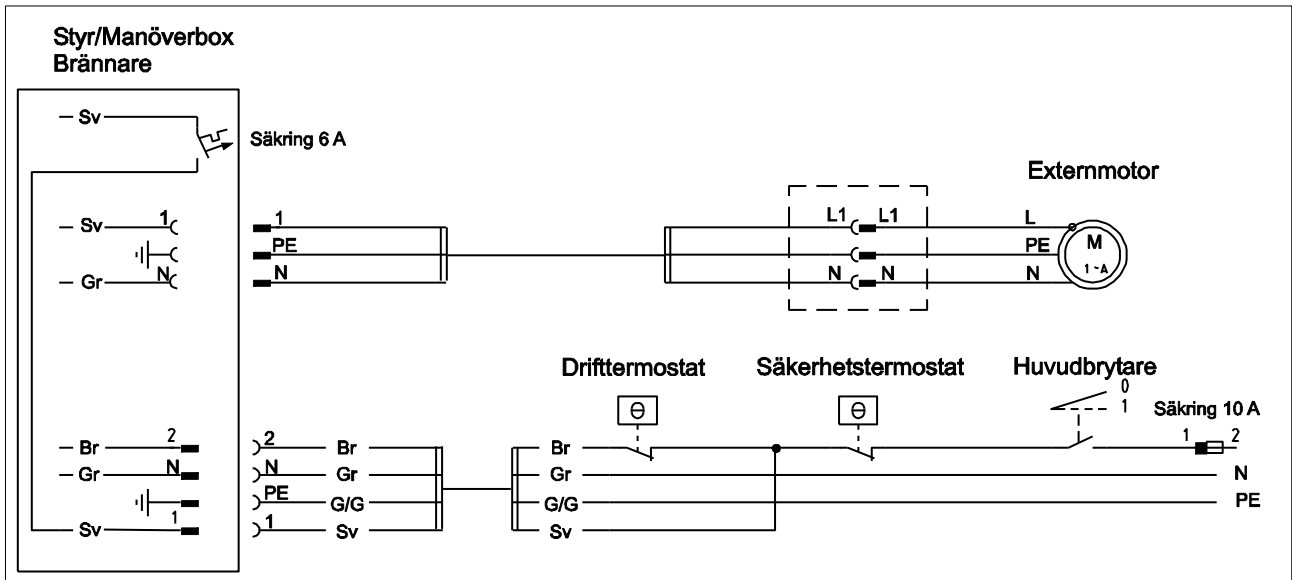 Styr/Manöverbox
Brännare
Sv
Säkring 6 A
Externmotor
Sv 1 1 L1 L1 L
PE PE M
1~A
Gr N N N N N
Drifttermostat Säkerhetstermostat Huvudbrytare
0
1 Säkring 10 A
θ θ
Br 2 2 Br Br 1 2
Gr N N Gr Gr N
PE G/G G/G PE
Sv 1 1 Sv Sv